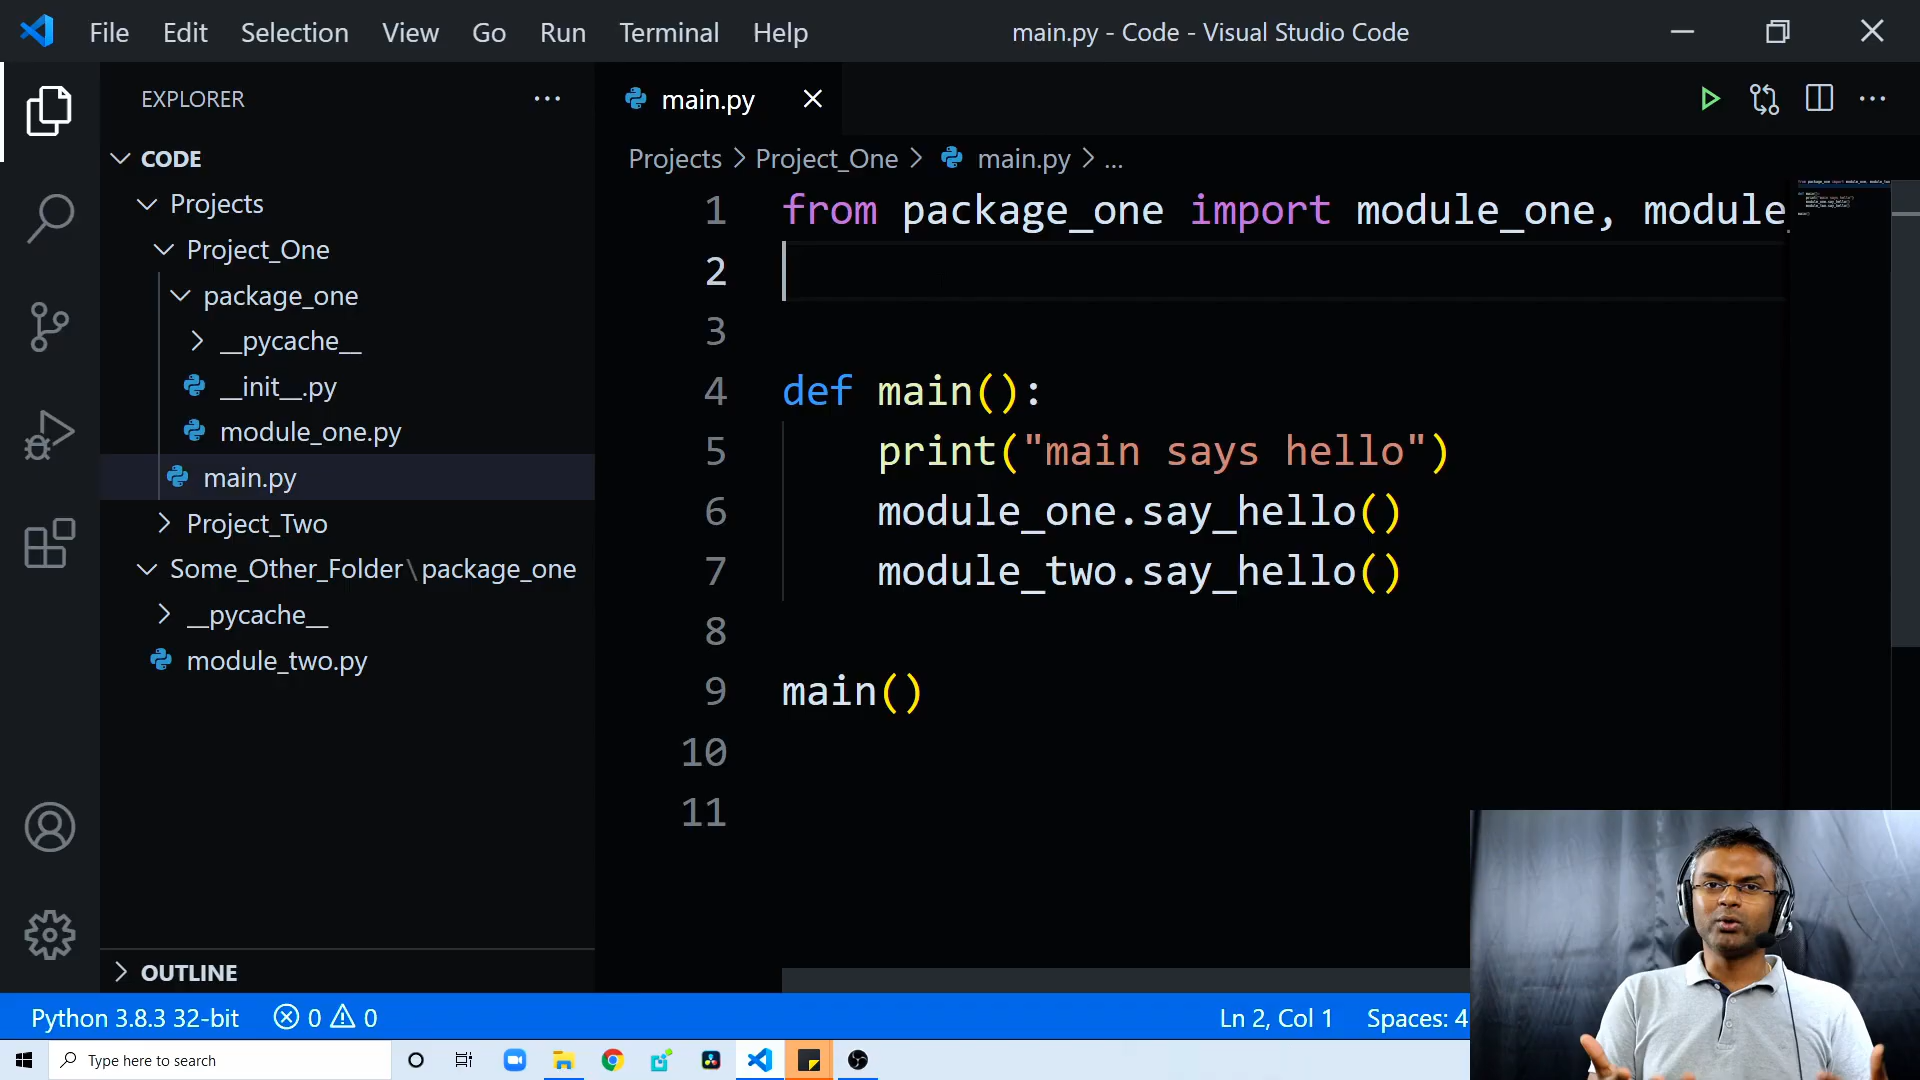 File Edit Selection View Go Run Terminal Help
main.py - Code - Visual Studio Code
EXPLORER
CODE
Projects
Project_One
package_one
__pycache__
__init__.py
module_one.py
main.py
Project_Two
Some_Other_Folder\package_one
__pycache__
module_two.py
OUTLINE
main.py
Projects > Project_One > main.py > ...
1 from package_one import module_one, module_
2
3
4 def main():
5 print("main says hello")
6 module_one.say_hello()
7 module_two.say_hello()
8
9 main()
10
11
Python 3.8.3 32-bit 0 0 Ln 2, Col 1 Spaces: 4
Type here to search